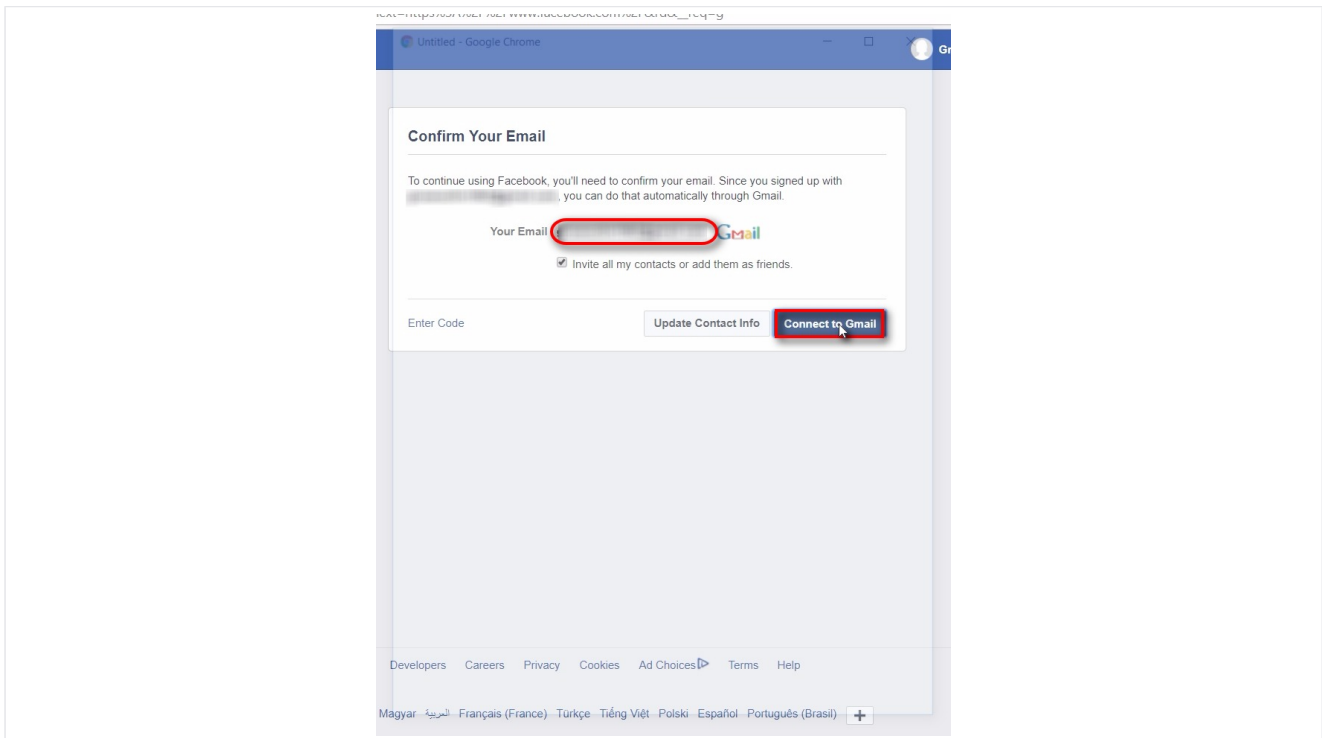 Untitled - Google Chrome
Gr
Confirm Your Email
To continue using Facebook, you'll need to confirm your email. Since you signed up with
, you can do that automatically through Gmail.
Your Email Gmail
Invite all my contacts or add them as friends.
Enter Code Update Contact Info Connect to Gmail
Developers Careers Privacy Cookies Ad Choices Terms Help
Magyar العربية Français (France) Türkçe Tiếng Việt Polski Español Português (Brasil)